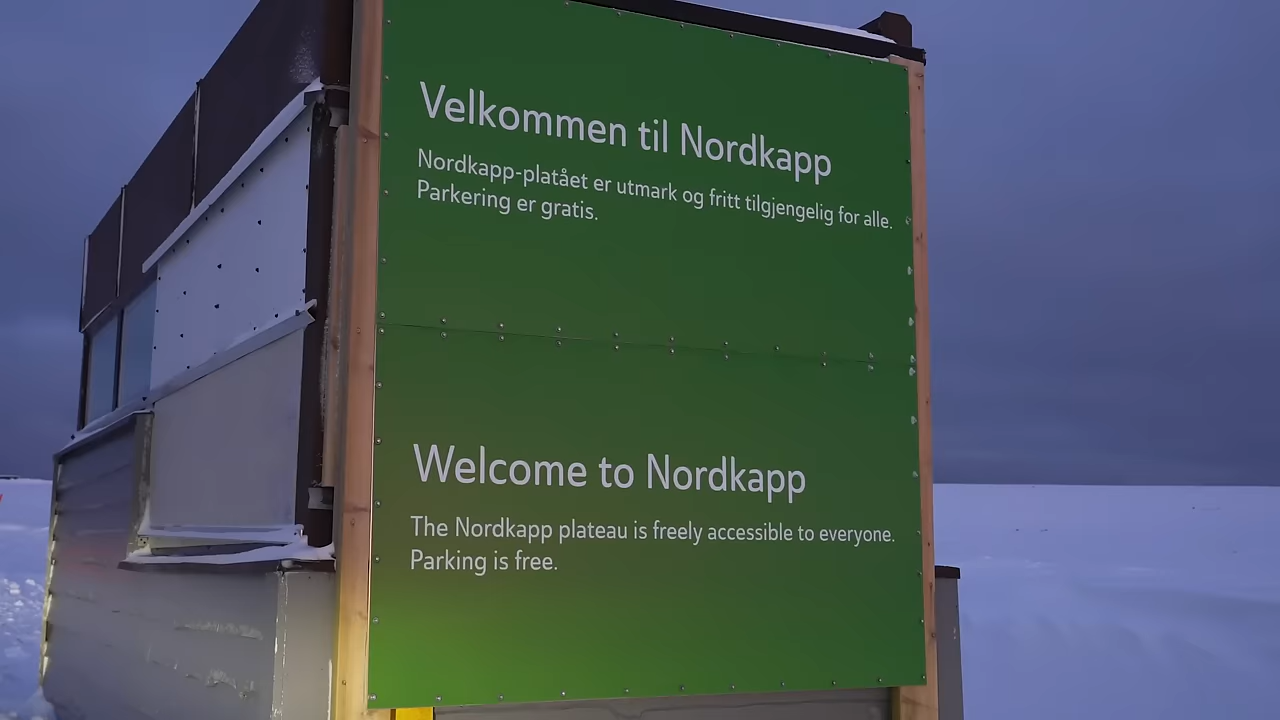 Velkommen til Nordkapp
Nordkapp-platået er utmark og fritt tilgjengelig for alle.
Parkering er gratis.
Welcome to Nordkapp
The Nordkapp plateau is freely accessible to everyone.
Parking is free.